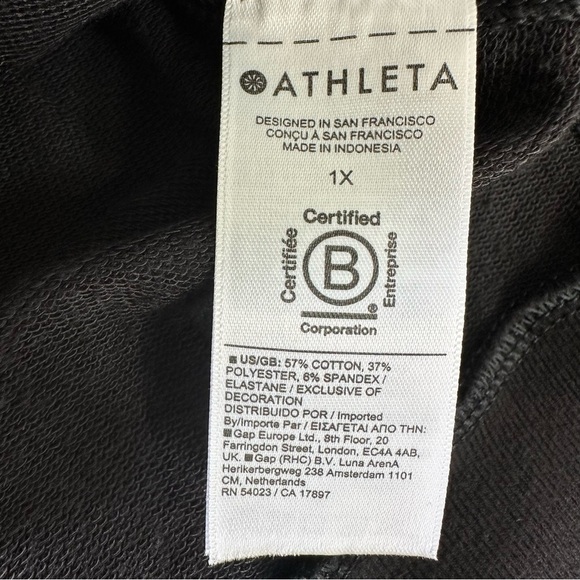 ATHLETA
DESIGNED IN SAN FRANCISCO
CONÇU À SAN FRANCISCO
MADE IN INDONESIA
1X
Certified
Certifiée
B
Entreprise
®
Corporation
US/GB: 57% COTTON, 37%
POLYESTER, 6% SPANDEX /
ELASTANE / EXCLUSIVE OF
DECORATION
DISTRIBUIDO POR / Imported
By/Importe Par / ΕΙΣΑΓΕΤΑΙ ΑΠΟ ΤΗΝ:
Gap Europe Ltd., 8th Floor, 20
Farringdon Street, London, EC4A 4AB,
UK. Gap (RHC) B.V. Luna ArenA
Herikerbergweg 238 Amsterdam 1101
CM, Netherlands
RN 54023 / CA 17897